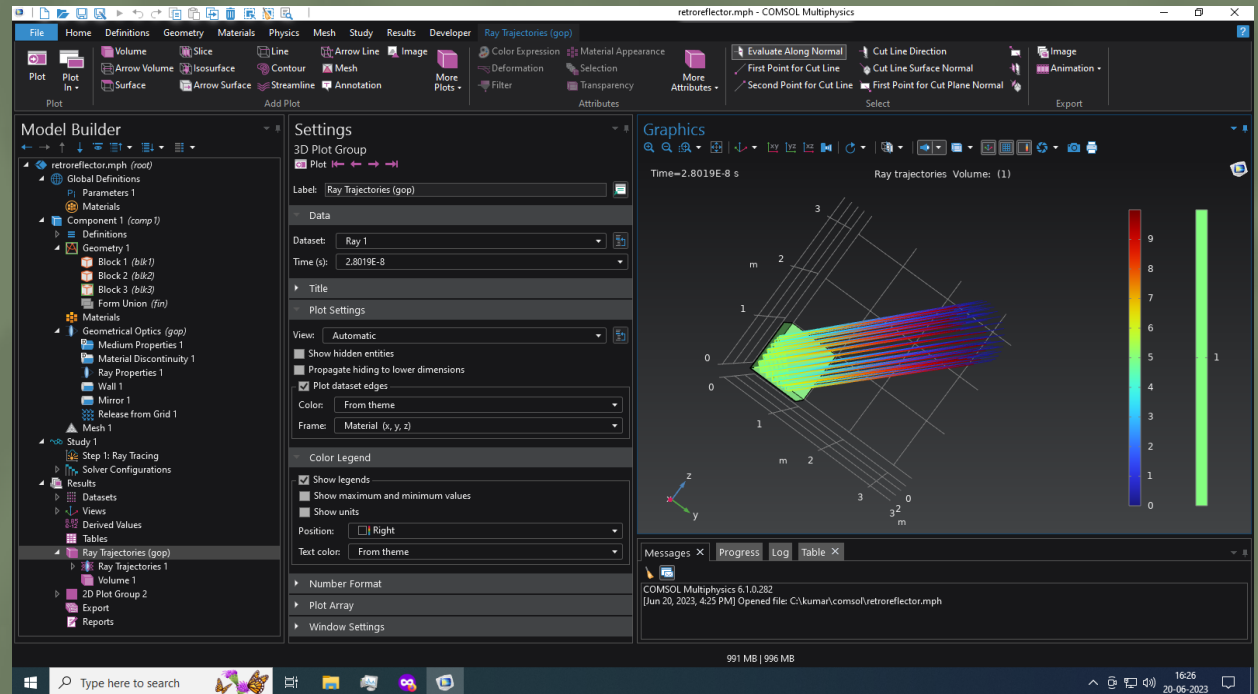 retroreflector.mph - COMSOL Multiphysics
File Home Definitions Geometry Materials Physics Mesh Study Results Developer Ray Trajectories (gop)
Plot
Plot In
Volume
Arrow Volume
Surface
Slice
Isosurface
Arrow Surface
Line
Contour
Streamline
Arrow Line
Mesh
Annotation
Image
More Plots
Color Expression
Deformation
Filter
Material Appearance
Selection
Transparency
More Attributes
Evaluate Along Normal
First Point for Cut Line
Second Point for Cut Line
Cut Line Direction
Cut Line Surface Normal
First Point for Cut Plane Normal
Image
Animation
Plot
Add Plot
Attributes
Select
Export
Model Builder
retroreflector.mph (root)
Global Definitions
Pi Parameters 1
Materials
Component 1 (comp1)
Definitions
Geometry 1
Block 1 (blk1)
Block 2 (blk2)
Block 3 (blk3)
Form Union (fin)
Materials
Geometrical Optics (gop)
Medium Properties 1
Material Discontinuity 1
Ray Properties 1
Wall 1
Mirror 1
Release from Grid 1
Mesh 1
Study 1
Step 1: Ray Tracing
Solver Configurations
Results
Datasets
Views
Derived Values
Tables
Ray Trajectories (gop)
Ray Trajectories 1
Volume 1
2D Plot Group 2
Export
Reports
Settings
3D Plot Group
Plot
Label: Ray Trajectories (gop)
Data
Dataset: Ray 1
Time (s): 2.8019E-8
Title
Plot Settings
View: Automatic
Show hidden entities
Propagate hiding to lower dimensions
Plot dataset edges
Color: From theme
Frame: Material (x, y, z)
Color Legend
Show legends
Show maximum and minimum values
Show units
Position: Right
Text color: From theme
Number Format
Plot Array
Window Settings
Graphics
xy yz xz
Time=2.8019E-8 s Ray trajectories Volume: (1)
3
2
m
1
0
0
1
m 2
3
0
2
3
m
z
x
y
9
8
7
6
5
4
3
2
1
0
1
Messages Progress Log Table
COMSOL Multiphysics 6.1.0.282
[Jun 20, 2023, 4:25 PM] Opened file: C:\kumar\comsol\retroreflector.mph
991 MB | 996 MB
Type here to search
16:26
20-06-2023